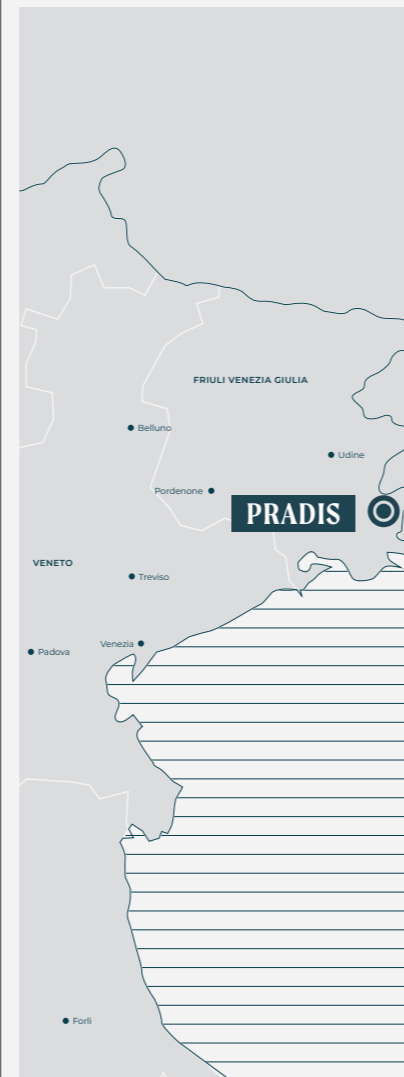 FRIULI VENEZIA GIULIA
Belluno
Udine
Pordenone
PRADIS
VENETO
Treviso
Venezia
Padova
Forlì